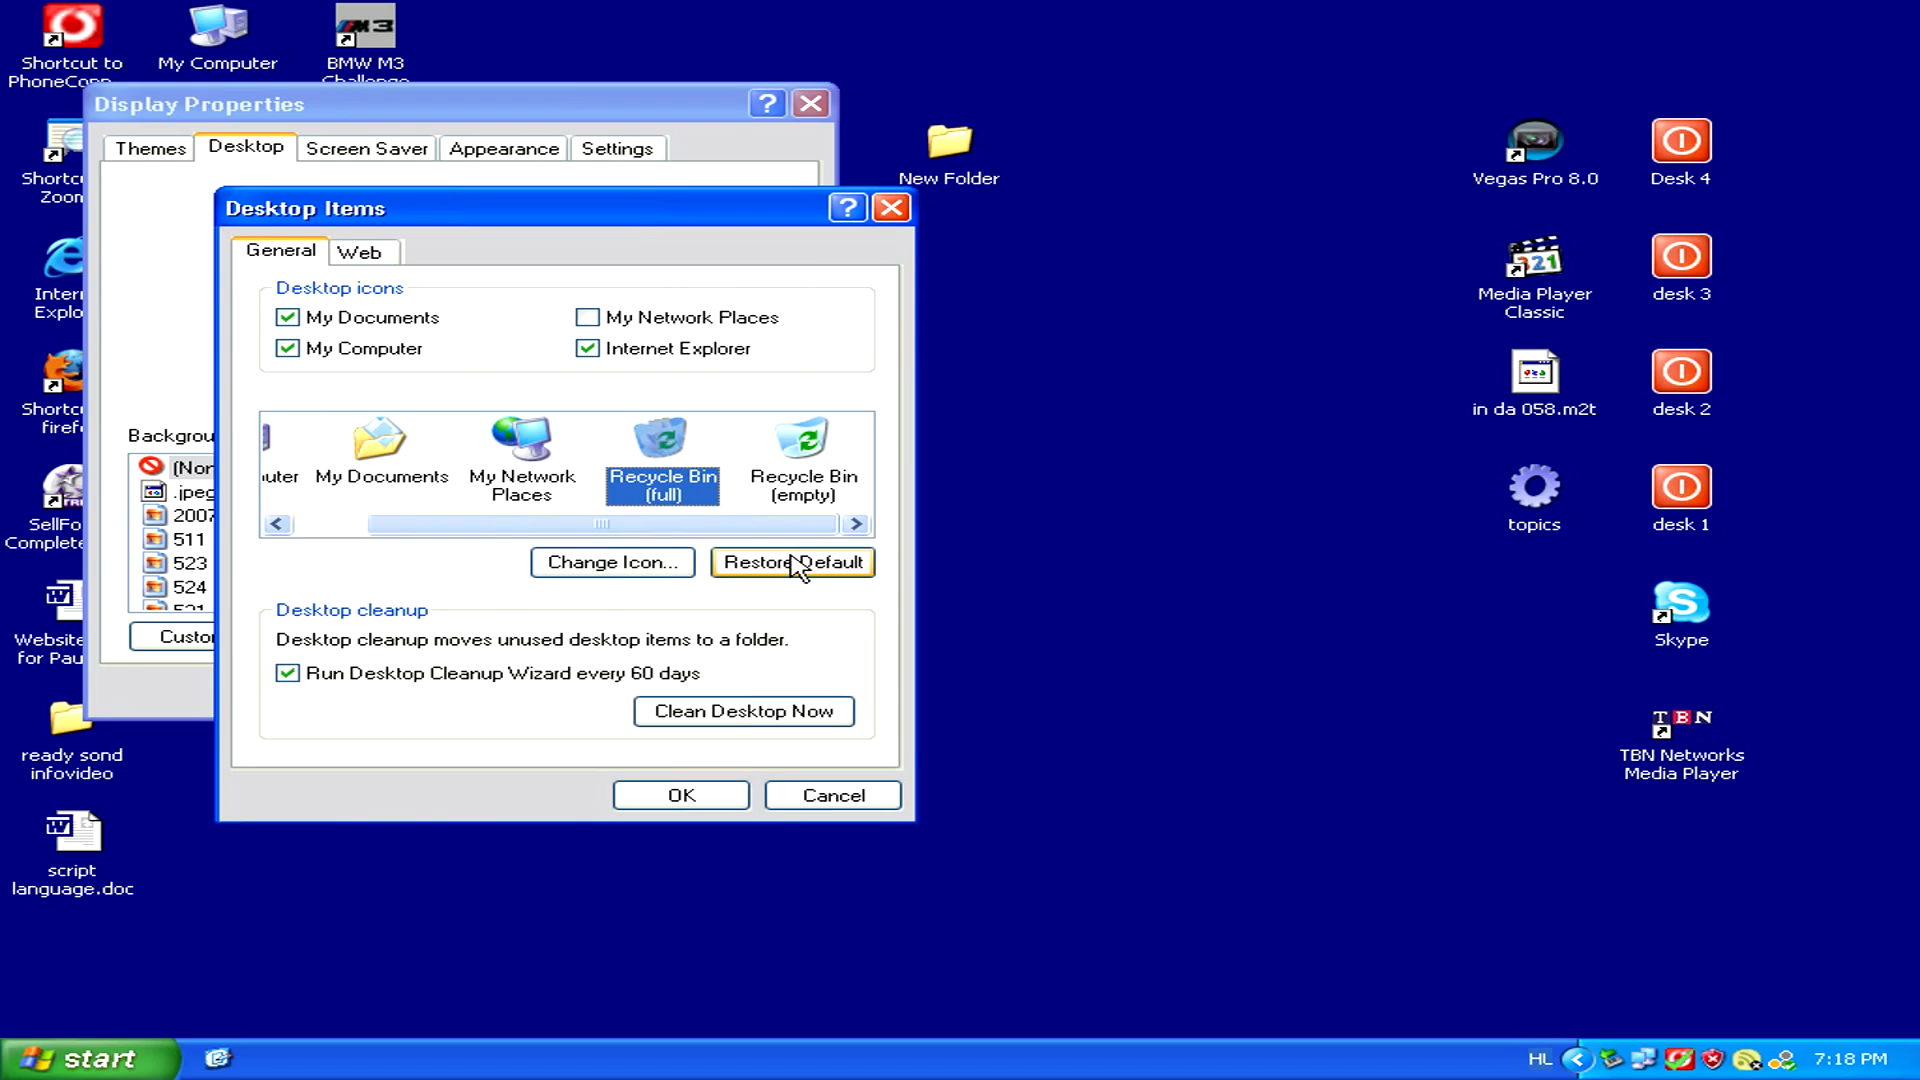 Shortcut to
My Computer
BMW M3
Challenge
Display Properties
Themes
Desktop
Screen Saver
Appearance
Settings
New Folder
Vegas Pro 8.0
Desk 4
Desktop Items
General
Web
Desktop icons
My Documents
My Network Places
My Computer
Internet Explorer
Media Player
Classic
desk 3
My Documents
My Network
Places
Recycle Bin
(full)
Recycle Bin
(empty)
in da 058.m2t
desk 2
2007
511
523
524
Change Icon...
Restore Default
topics
desk 1
Desktop cleanup
Desktop cleanup moves unused desktop items to a folder.
Run Desktop Cleanup Wizard every 60 days
Clean Desktop Now
Skype
OK
Cancel
TBN
TBN Networks
Media Player
Website
for Pau
ready sond
infovideo
script
language.doc
start
HL
7:18 PM